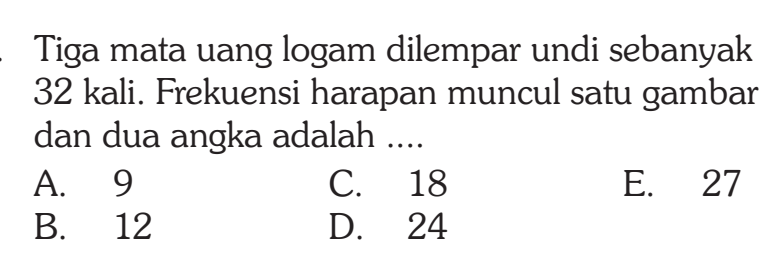 . Tiga mata uang logam dilempar undi sebanyak
32 kali. Frekuensi harapan muncul satu gambar
dan dua angka adalah ....
A. 9 C. 18 E. 27
B. 12 D. 24